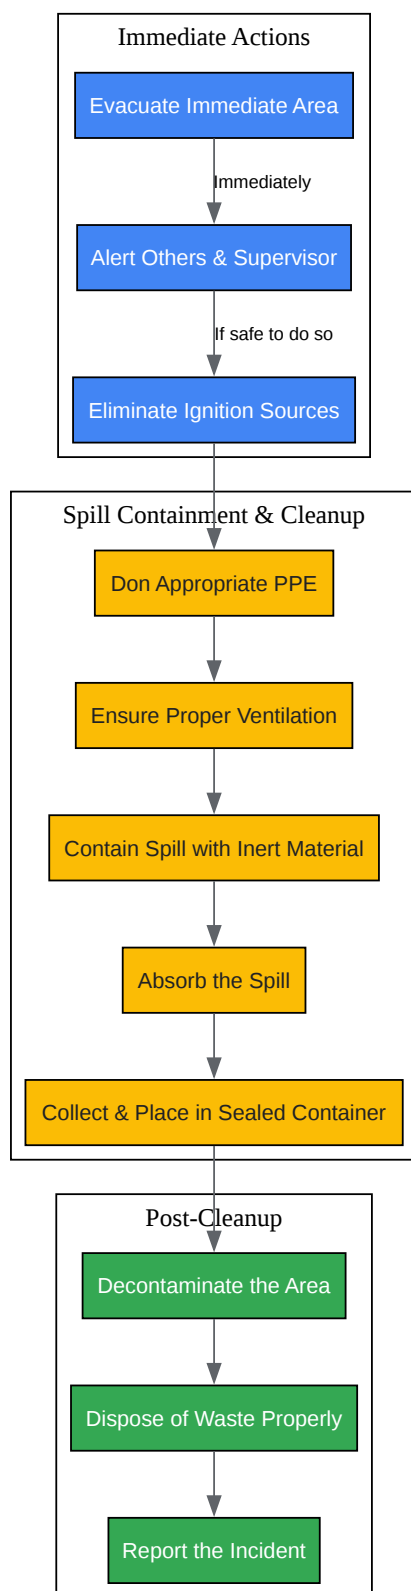 Immediate Actions
Evacuate Immediate Area
Immediately
Alert Others & Supervisor
If safe to do so
Eliminate Ignition Sources
Spill Containment & Cleanup
Don Appropriate PPE
Ensure Proper Ventilation
Contain Spill with Inert Material
Absorb the Spill
Collect & Place in Sealed Container
Post-Cleanup
Decontaminate the Area
Dispose of Waste Properly
Report the Incident